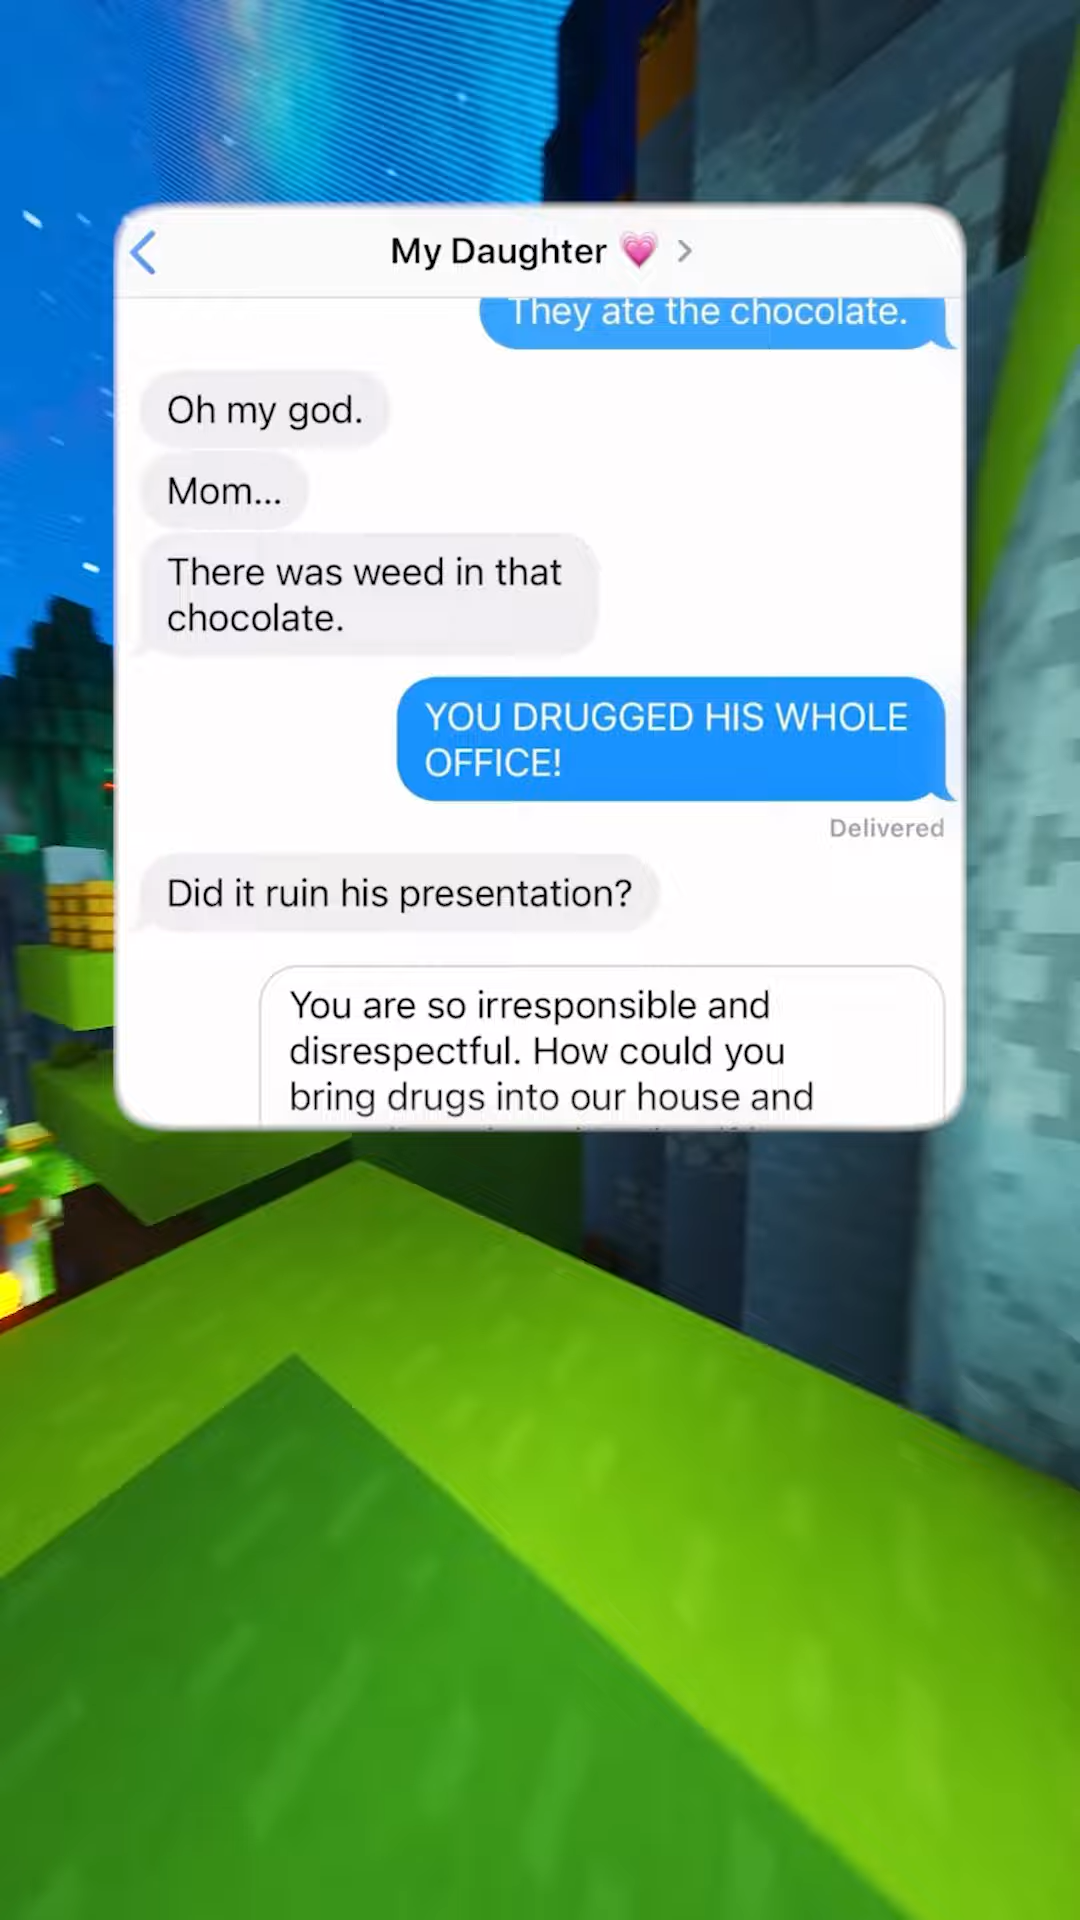 My Daughter 💗
They ate the chocolate.
Oh my god.
Mom...
There was weed in that
chocolate.
YOU DRUGGED HIS WHOLE
OFFICE!
Delivered
Did it ruin his presentation?
You are so irresponsible and
disrespectful. How could you
bring drugs into our house and